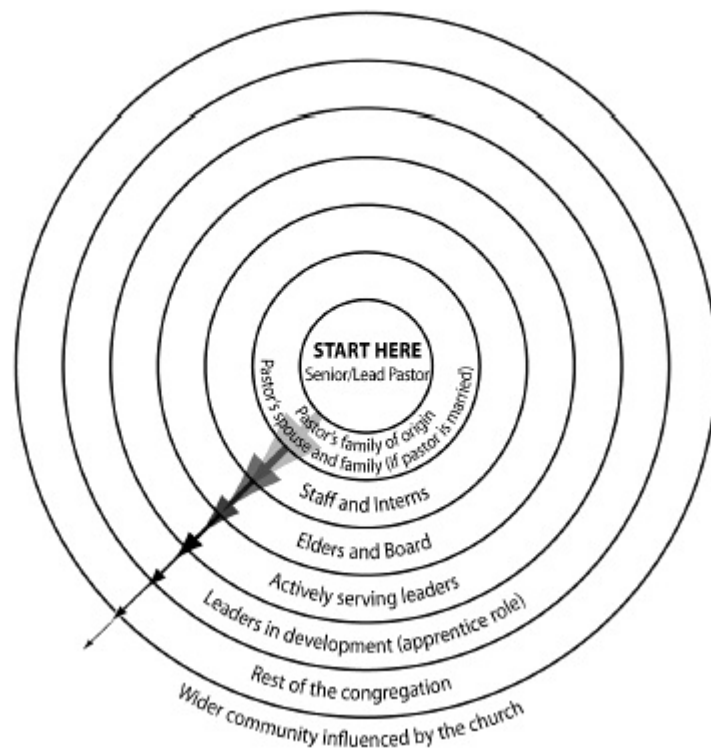 START HERE
Senior/Lead Pastor
Pastor's family of origin
Pastor's spouse and family (if pastor is married)
Staff and Interns
Elders and Board
Actively serving leaders
Leaders in development (apprentice role)
Rest of the congregation
Wider community influenced by the church